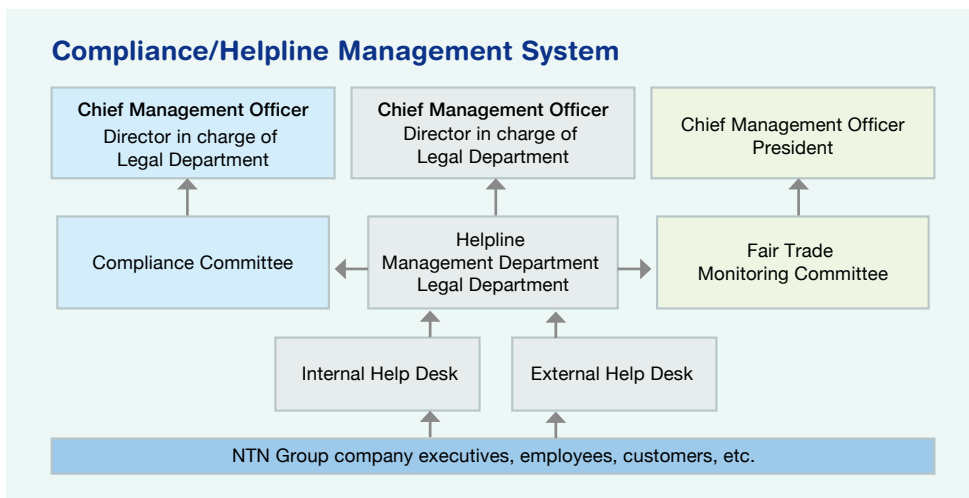 Compliance/Helpline Management System
Chief Management Officer
Director in charge of
Legal Department
Chief Management Officer
Director in charge of
Legal Department
Chief Management Officer
President
Compliance Committee
Helpline
Management Department
Legal Department
Fair Trade
Monitoring Committee
Internal Help Desk
External Help Desk
NTN Group company executives, employees, customers, etc.